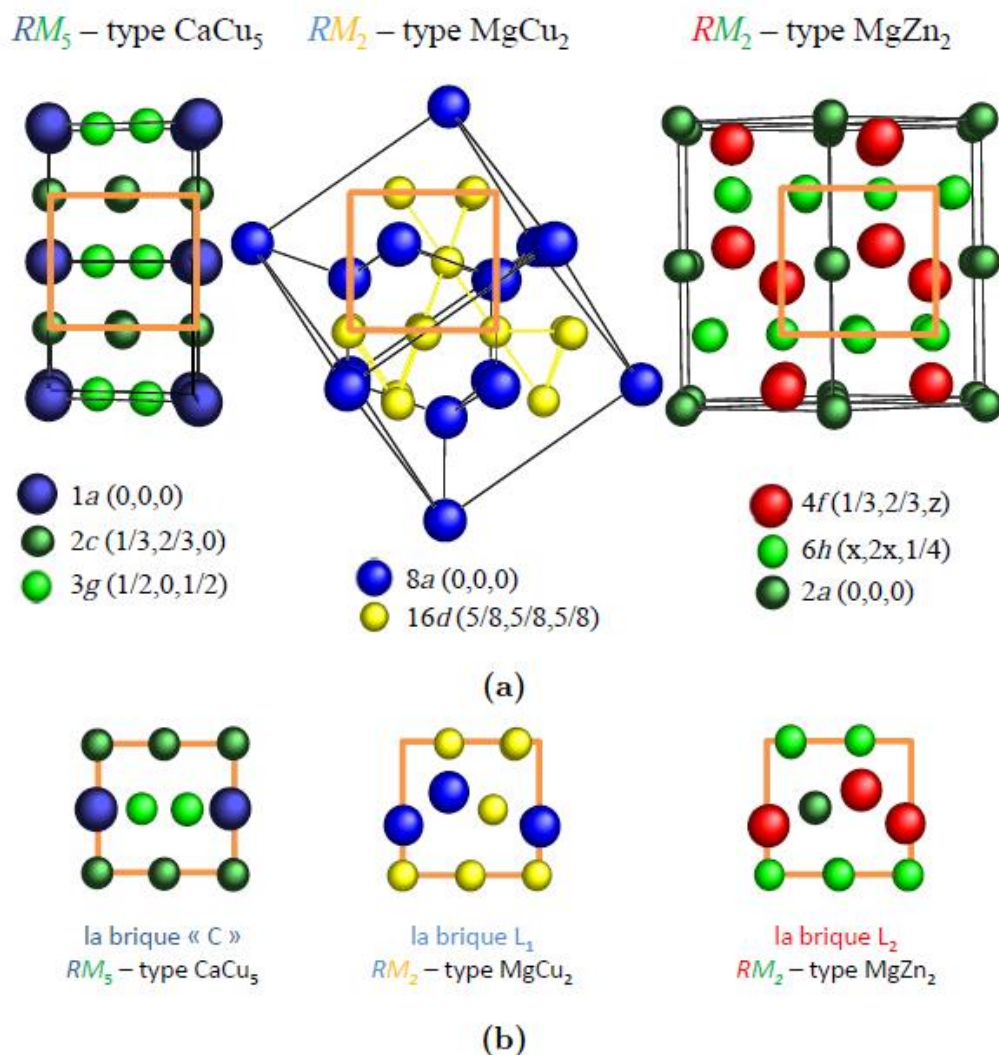 RM₅ – type CaCu₅
RM₂ – type MgCu₂
RM₂ – type MgZn₂
1a (0,0,0)
2c (1/3,2/3,0)
3g (1/2,0,1/2)
8a (0,0,0)
16d (5/8,5/8,5/8)
4f (1/3,2/3,z)
6h (x,2x,1/4)
2a (0,0,0)
(a)
la brique « C »
RM₅ – type CaCu₅
la brique L₁
RM₂ – type MgCu₂
la brique L₂
RM₂ – type MgZn₂
(b)